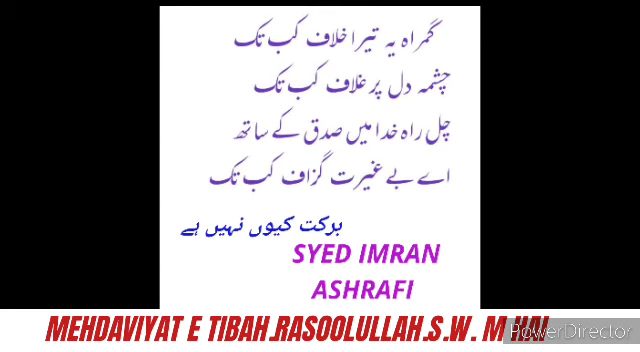 گمراہ یہ تیرا خلاف کب تک
چشمہ دل پر غلاف کب تک
چل راہ خدا میں صدق کے ساتھ
اے بے غیرت گزاف کب تک
برکت کیوں نہیں ہے
SYED IMRAN
ASHRAFI
MEHDAVIYAT E TIBAH.RASOOLULLAH.S.W. M HAI
PowerDirector